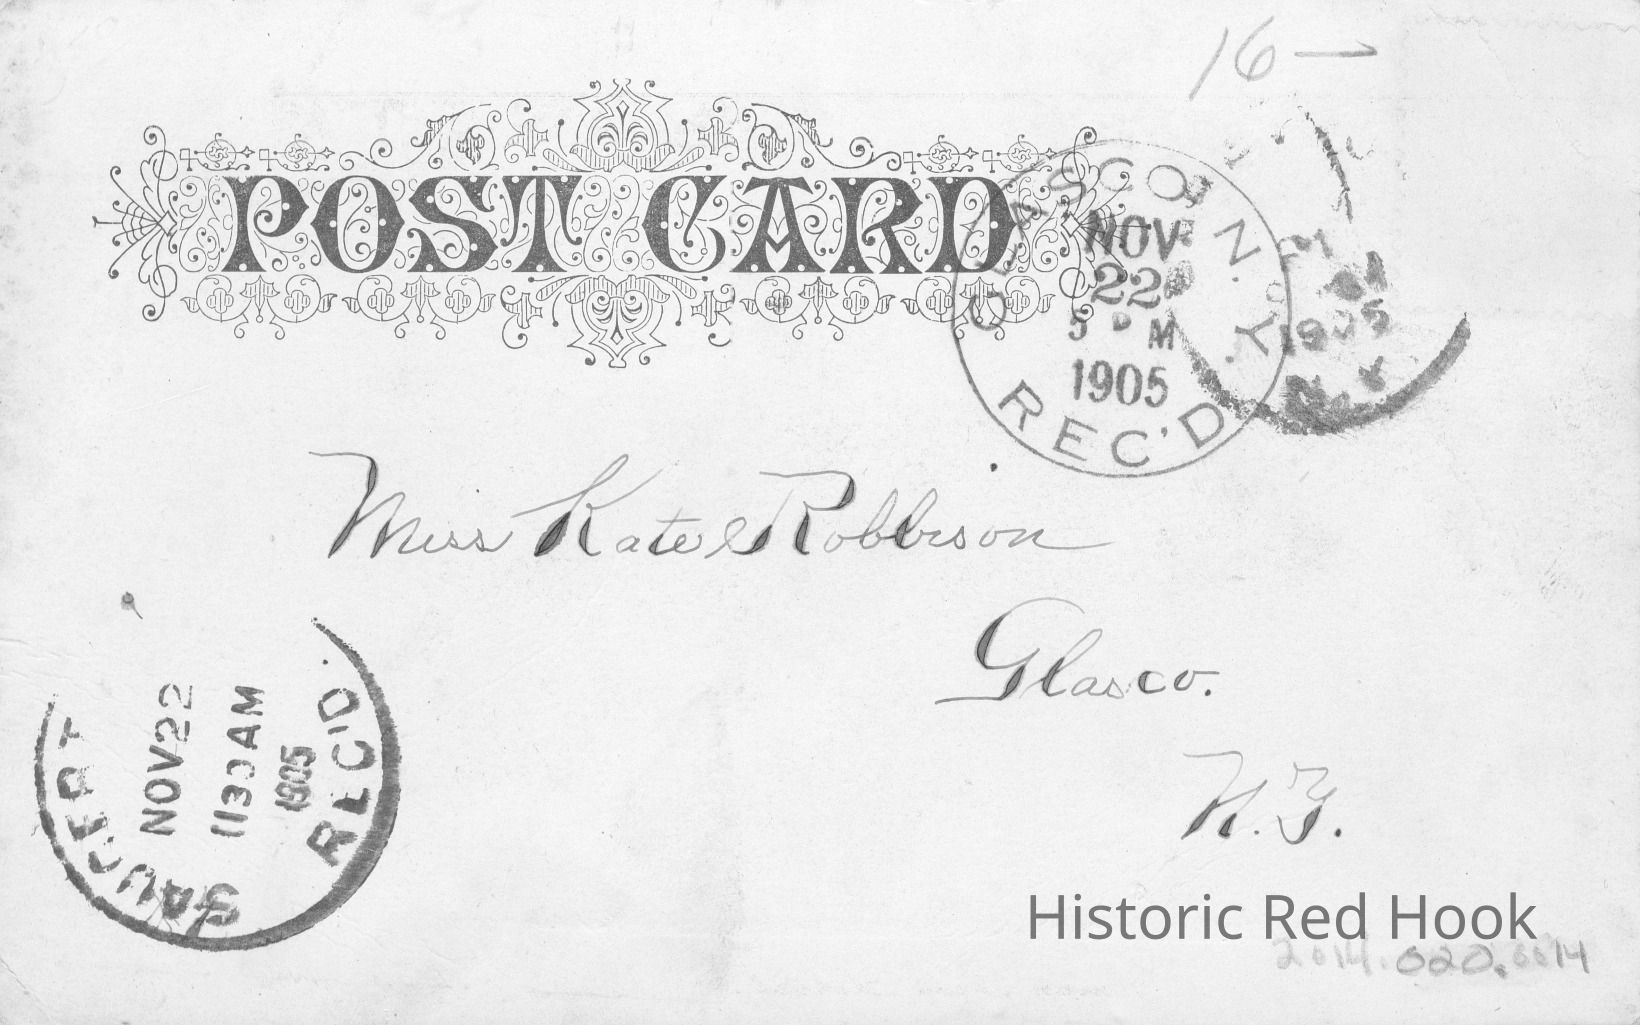 16 —
POST CARD
GLASCO, N.Y.
NOV
22
5 PM
1905
REC'D
1905
Miss Kate Robbison
Glasco.
N.Y.
SAUGERT
NOV 22
1130 AM
1905
REC'D.
Historic Red Hook
2014.020.0014